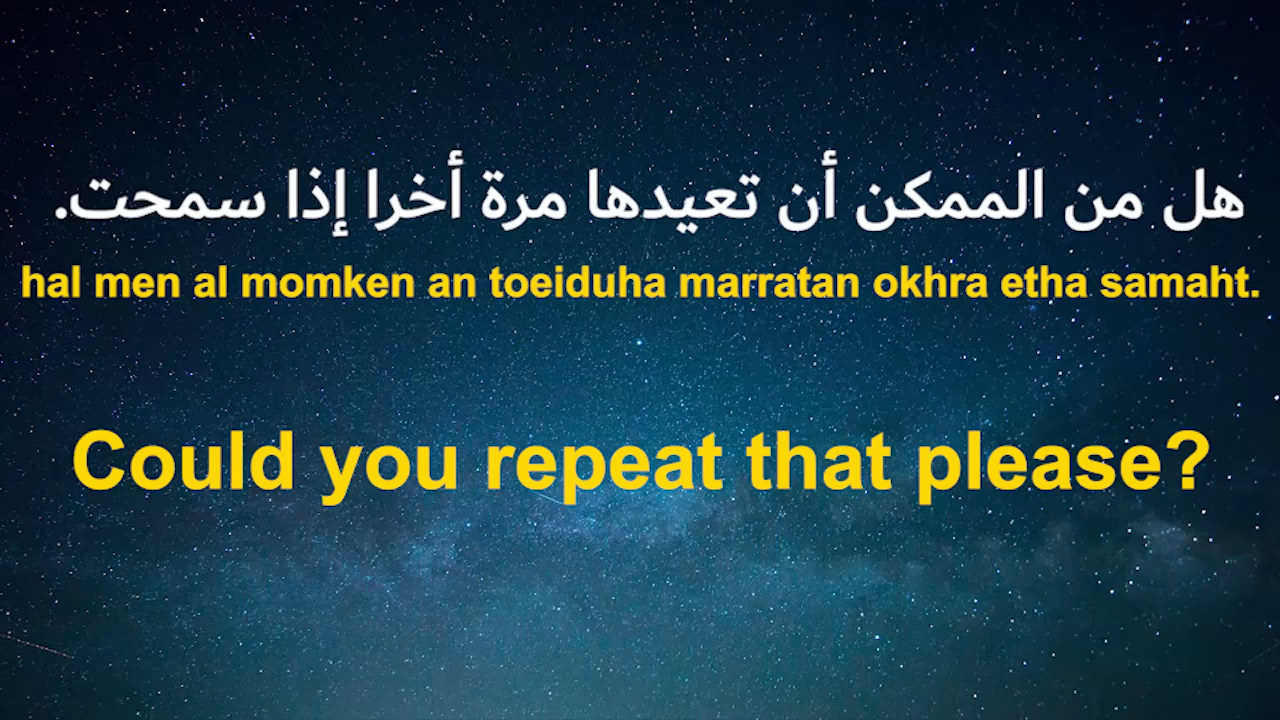 هل من الممكن أن تعيدها مرة أخرا إذا سمحت.
hal men al momken an toeiduha marratan okhra etha samaht.
Could you repeat that please?